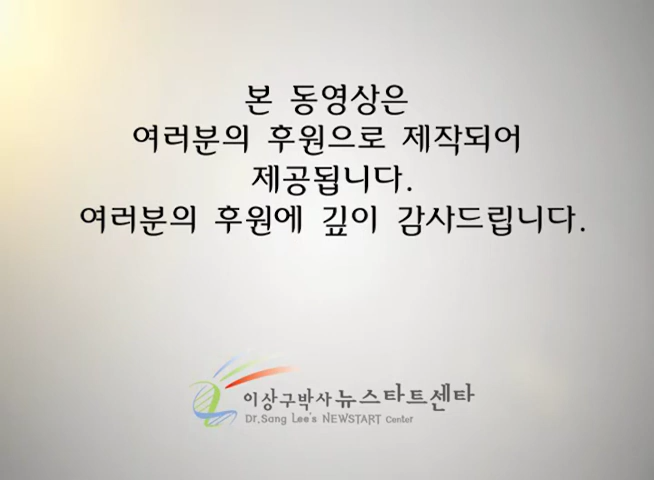 본 동영상은
여러분의 후원으로 제작되어
제공됩니다.
여러분의 후원에 깊이 감사드립니다.
이상구박사뉴스타트센타
Dr.Sang Lee's NEWSTART Center